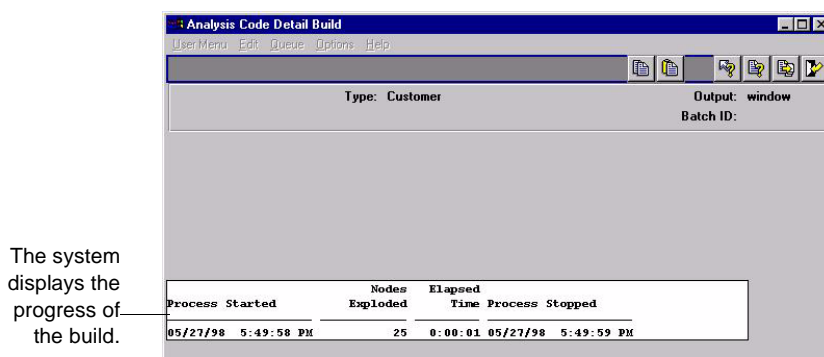 Analysis Code Detail Build
User Menu Edit Queue Options Help
Type: Customer Output: window
Batch ID:
The system
displays the
progress of
the build.
Nodes Elapsed
Process Started Exploded Time Process Stopped
05/27/98 5:49:58 PM 25 0:00:01 05/27/98 5:49:59 PM